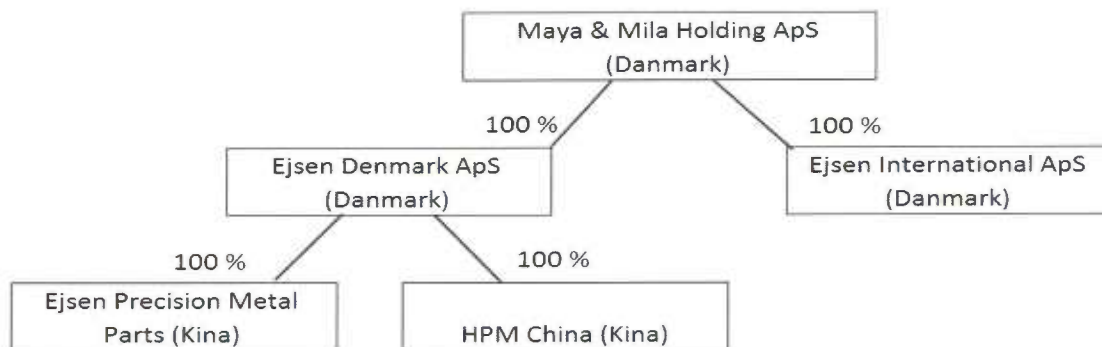 Maya & Mila Holding ApS
(Danmark)
100 %
100 %
Ejsen Denmark ApS
(Danmark)
Ejsen International ApS
(Danmark)
100 %
100 %
Ejsen Precision Metal
Parts (Kina)
HPM China (Kina)